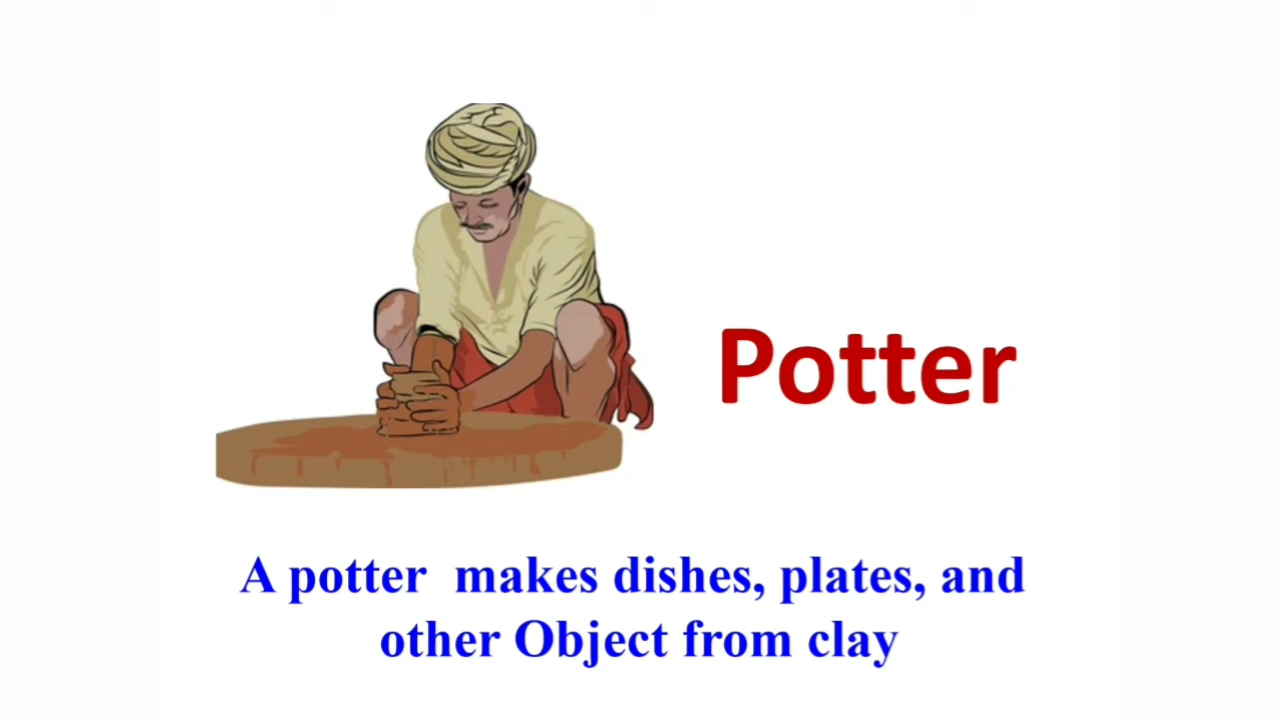 Potter
A potter  makes dishes, plates, and
other Object from clay